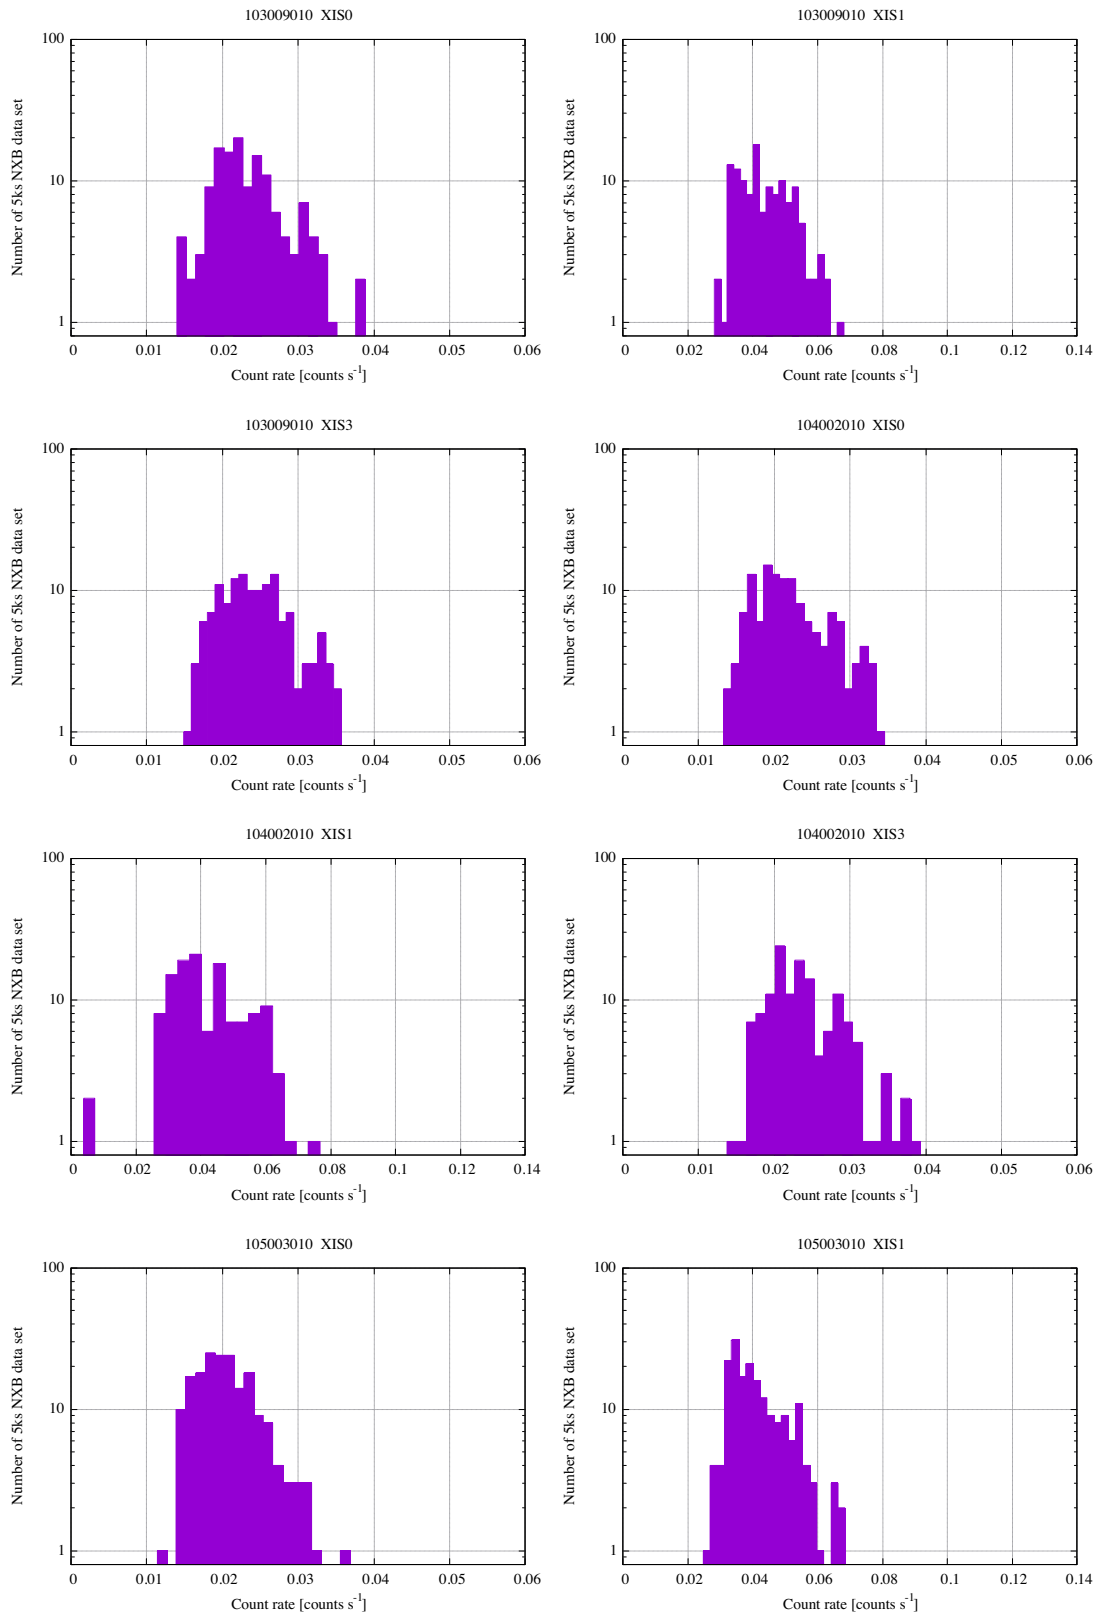 103009010 XIS0
100
10
1
0 0.01 0.02 0.03 0.04 0.05 0.06
Number of 5ks NXB data set
Count rate [counts s-1]
103009010 XIS1
100
10
1
0 0.02 0.04 0.06 0.08 0.1 0.12 0.14
Number of 5ks NXB data set
Count rate [counts s-1]
103009010 XIS3
100
10
1
0 0.01 0.02 0.03 0.04 0.05 0.06
Number of 5ks NXB data set
Count rate [counts s-1]
104002010 XIS0
100
10
1
0 0.01 0.02 0.03 0.04 0.05 0.06
Number of 5ks NXB data set
Count rate [counts s-1]
104002010 XIS1
100
10
1
0 0.02 0.04 0.06 0.08 0.1 0.12 0.14
Number of 5ks NXB data set
Count rate [counts s-1]
104002010 XIS3
100
10
1
0 0.01 0.02 0.03 0.04 0.05 0.06
Number of 5ks NXB data set
Count rate [counts s-1]
105003010 XIS0
100
10
1
0 0.01 0.02 0.03 0.04 0.05 0.06
Number of 5ks NXB data set
Count rate [counts s-1]
105003010 XIS1
100
10
1
0 0.02 0.04 0.06 0.08 0.1 0.12 0.14
Number of 5ks NXB data set
Count rate [counts s-1]